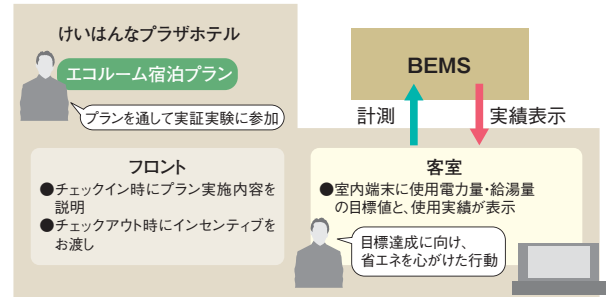 けいはんなプラザホテル
エコルーム宿泊プラン
プランを通して実証実験に参加
BEMS
計測
実績表示
フロント
●チェックイン時にプラン実施内容を
説明
●チェックアウト時にインセンティブを
お渡し
客室
●室内端末に使用電力量・給湯量
の目標値と、使用実績が表示
目標達成に向け、
省エネを心がけた行動